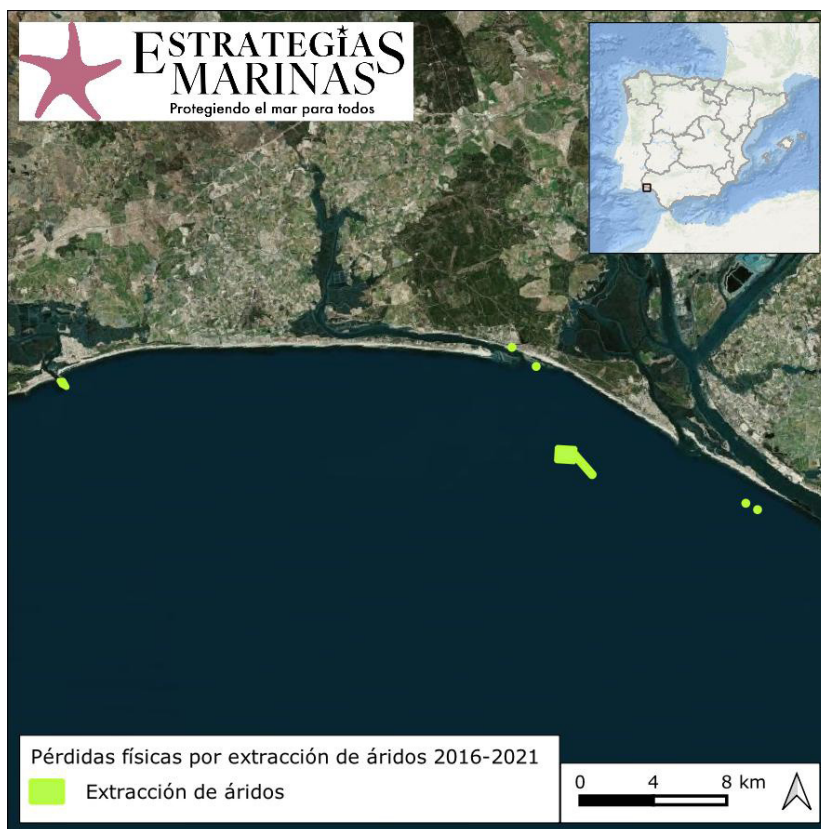 ESTRATEGIAS
MARINAS
Protegiendo el mar para todos
Pérdidas físicas por extracción de áridos 2016-2021
Extracción de áridos
0 4 8 km